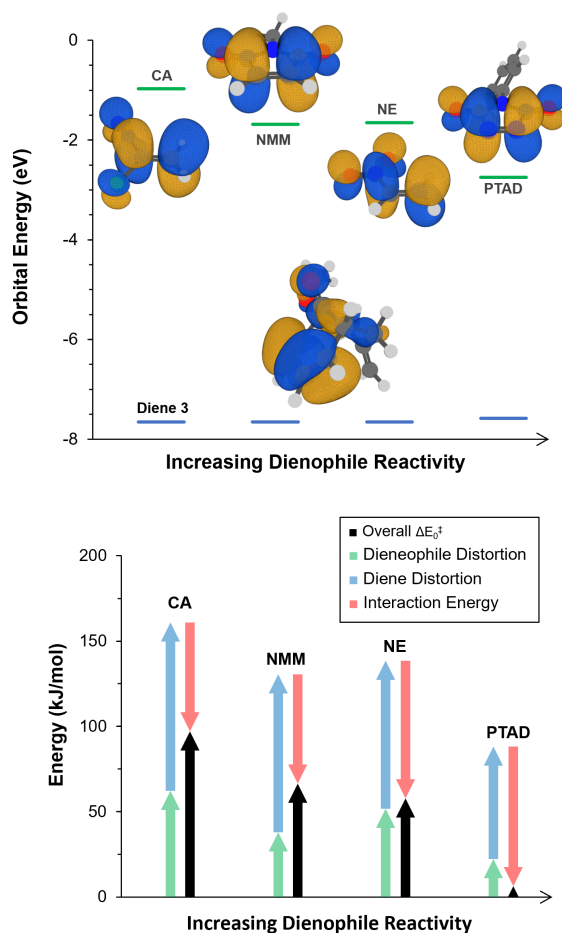 0
-2
-4
-6
-8
Orbital Energy (eV)
CA
NMM
NE
PTAD
Diene 3
Increasing Dienophile Reactivity
Overall ΔE₀‡
Dieneophile Distortion
Diene Distortion
Interaction Energy
200
150
100
50
0
Energy (kJ/mol)
CA
NMM
NE
PTAD
Increasing Dienophile Reactivity